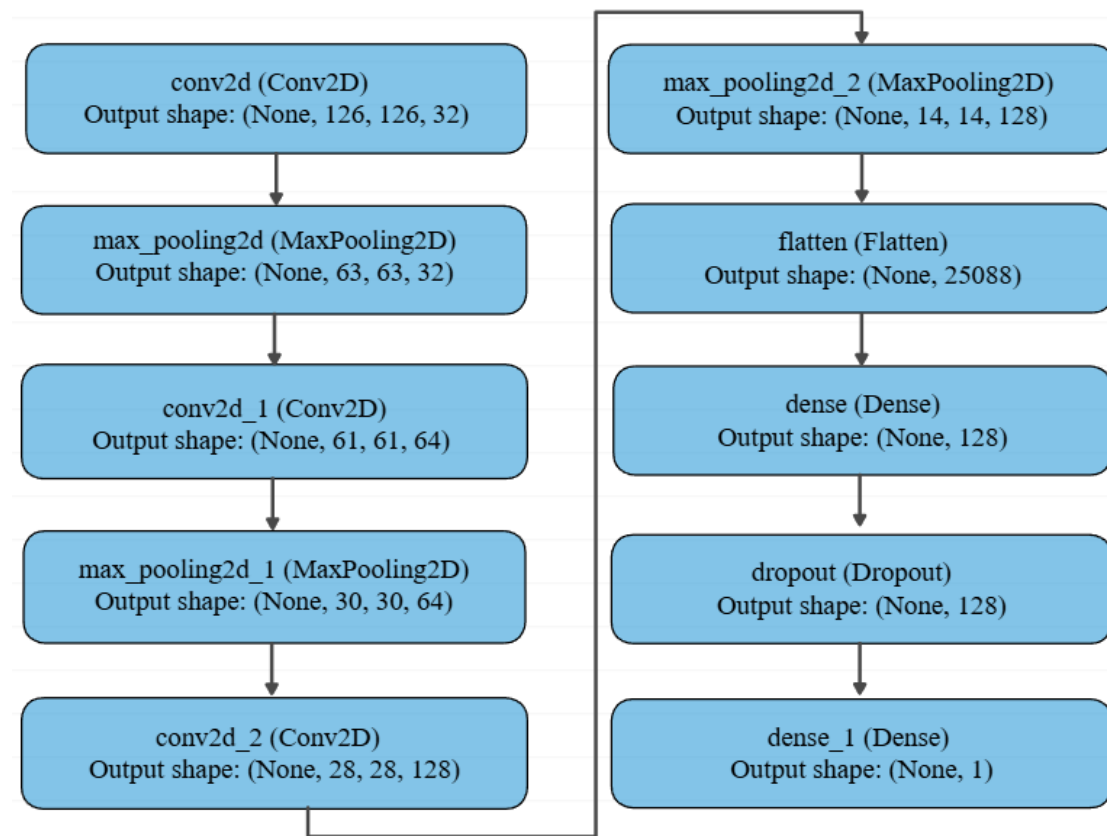 conv2d (Conv2D)
Output shape: (None, 126, 126, 32)
max_pooling2d (MaxPooling2D)
Output shape: (None, 63, 63, 32)
conv2d_1 (Conv2D)
Output shape: (None, 61, 61, 64)
max_pooling2d_1 (MaxPooling2D)
Output shape: (None, 30, 30, 64)
conv2d_2 (Conv2D)
Output shape: (None, 28, 28, 128)
max_pooling2d_2 (MaxPooling2D)
Output shape: (None, 14, 14, 128)
flatten (Flatten)
Output shape: (None, 25088)
dense (Dense)
Output shape: (None, 128)
dropout (Dropout)
Output shape: (None, 128)
dense_1 (Dense)
Output shape: (None, 1)